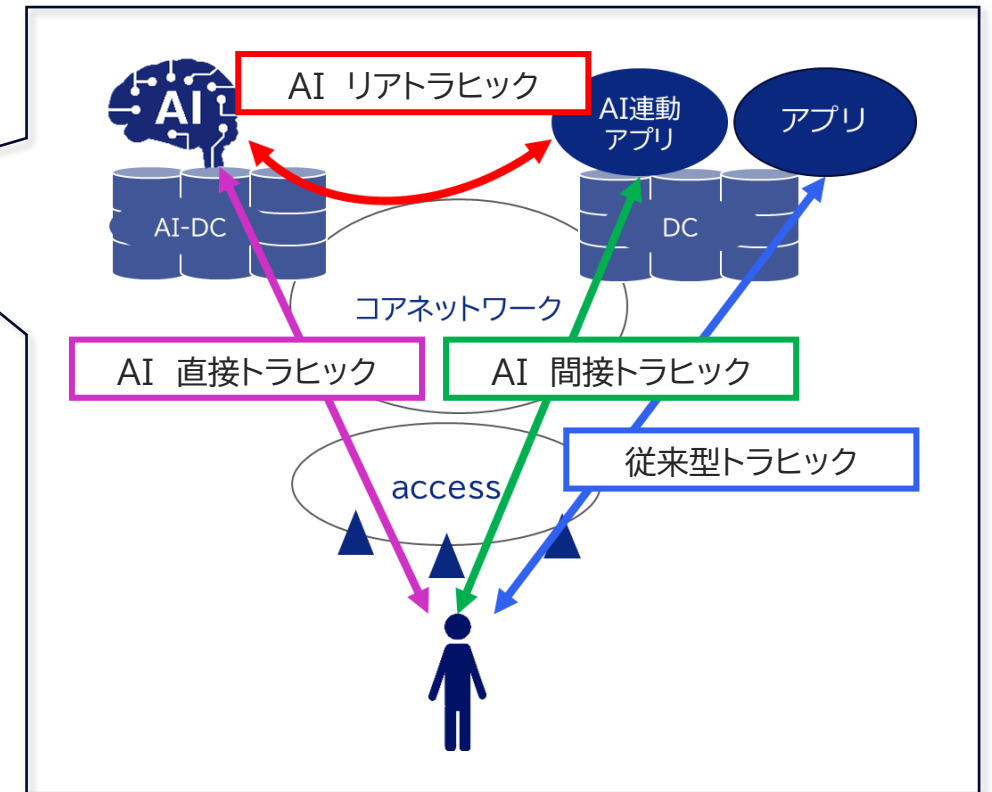 AI
AI リアトラヒック
AI連動
アプリ
アプリ
AI-DC
DC
コアネットワーク
AI 直接トラヒック
AI 間接トラヒック
従来型トラヒック
access